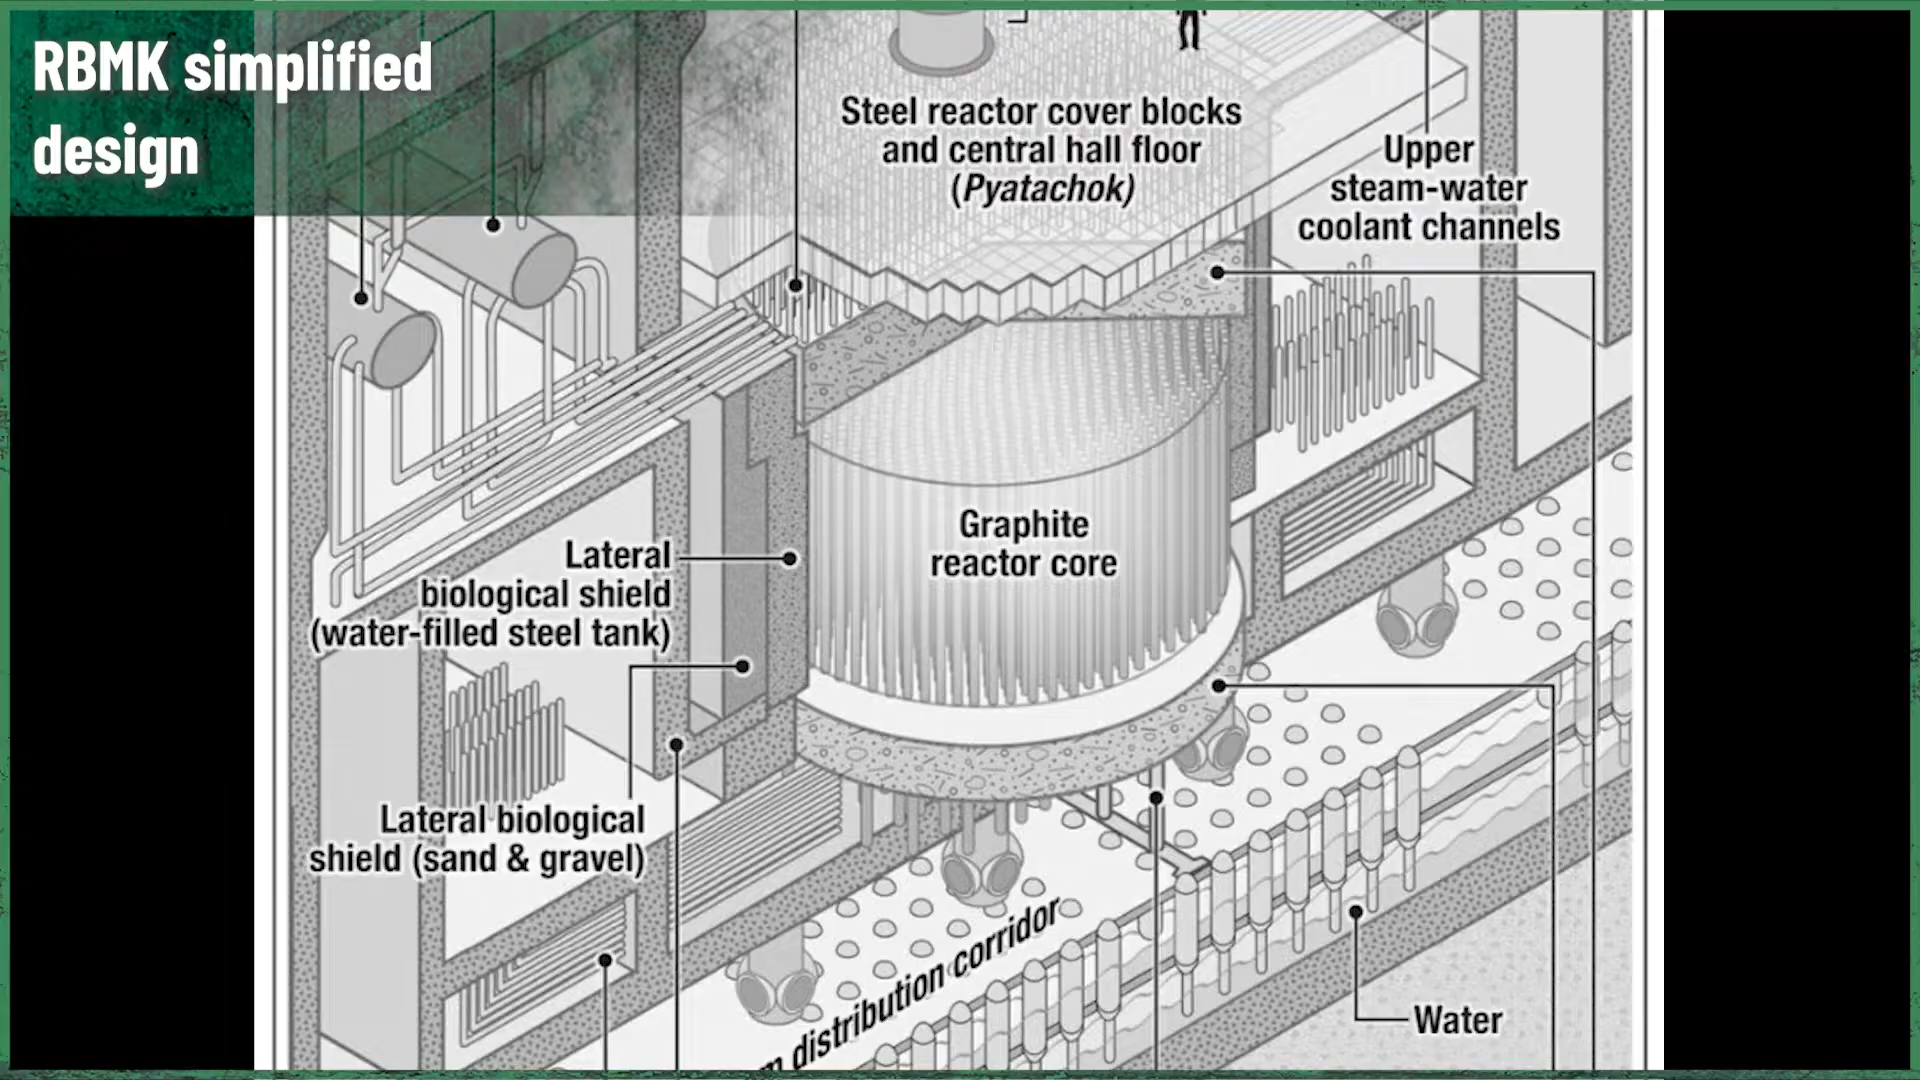 RBMK simplified
design
Steel reactor cover blocks
and central hall floor
(Pyatachok)
Upper
steam-water
coolant channels
Graphite
reactor core
Lateral
biological shield
(water-filled steel tank)
Lateral biological
shield (sand & gravel)
distribution corridor
Water